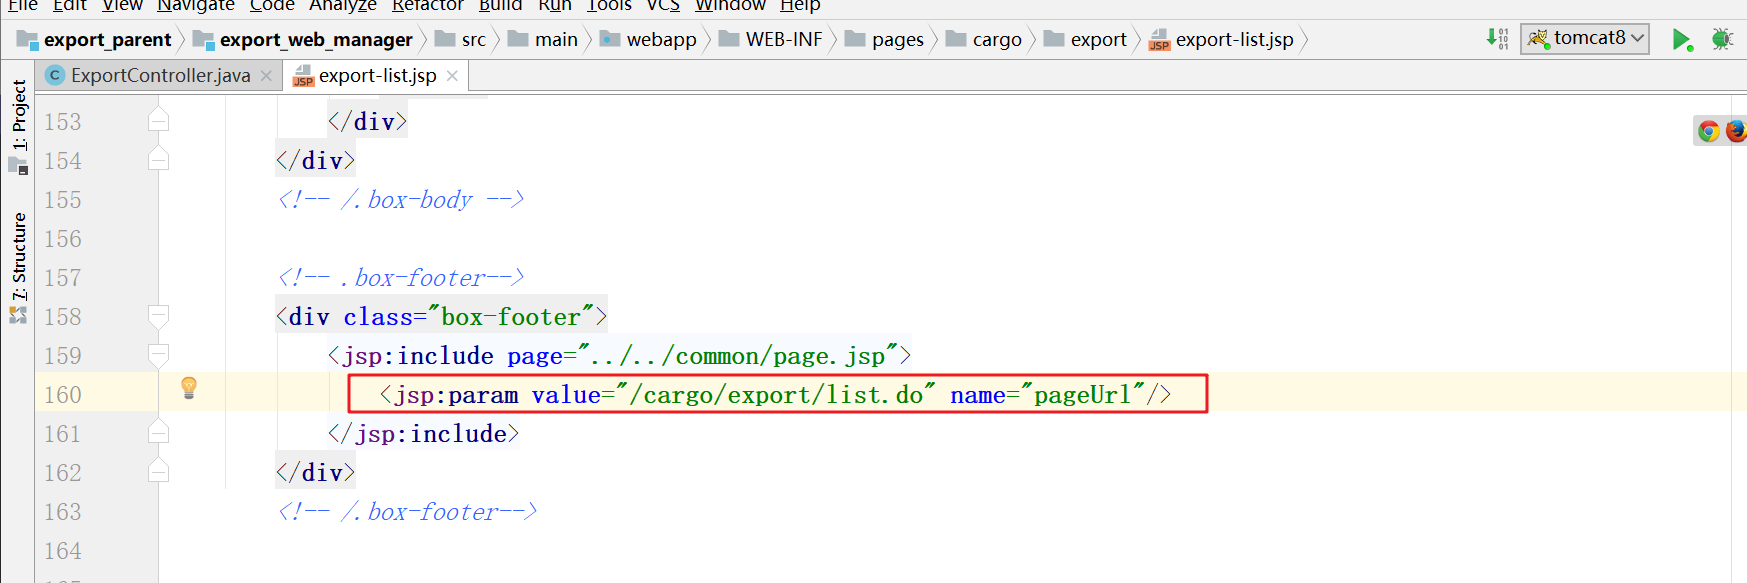 File Edit View Navigate Code Analyze Refactor Build Run Tools VCS Window Help
export_parent export_web_manager src main webapp WEB-INF pages cargo export export-list.jsp tomcat8
ExportController.java export-list.jsp
1: Project
7: Structure
153 </div>
154 </div>
155 <!-- /.box-body -->
156
157 <!-- .box-footer-->
158 <div class="box-footer">
159 <jsp:include page="../../common/page.jsp">
160 <jsp:param value="/cargo/export/list.do" name="pageUrl"/>
161 </jsp:include>
162 </div>
163 <!-- /.box-footer-->
164